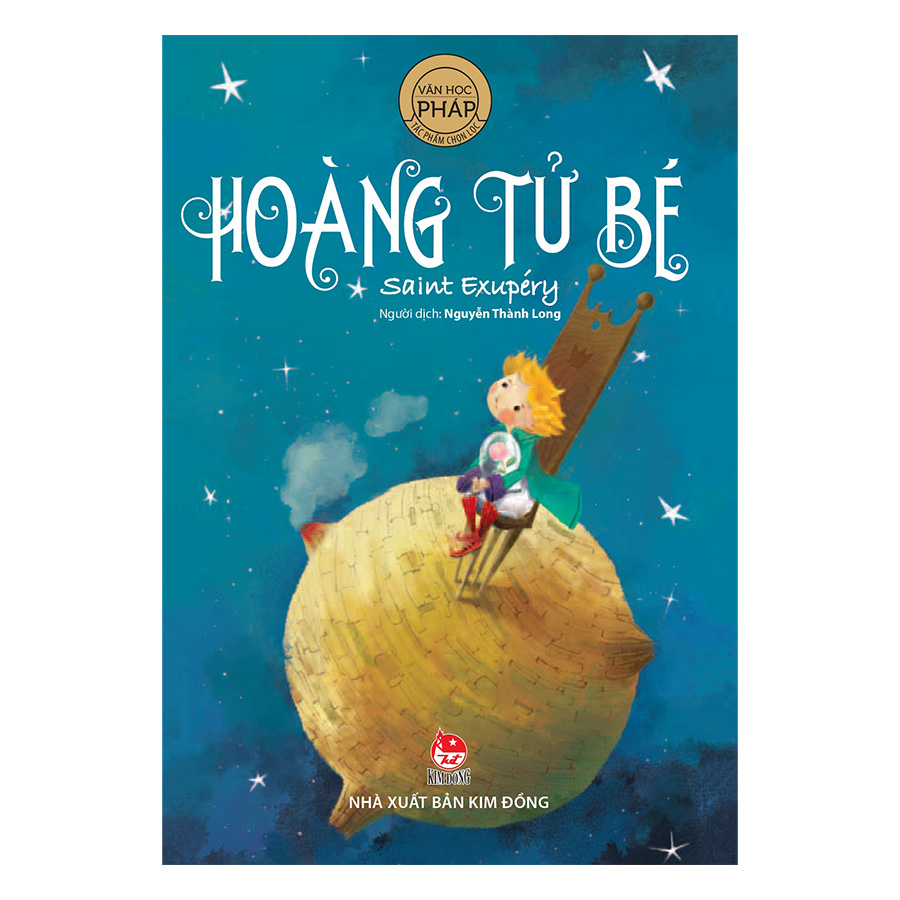 VĂN HỌC
PHÁP
TÁC PHẨM CHỌN LỌC
HOÀNG TỬ BÉ
Saint Exupéry
Người dịch: Nguyễn Thành Long
KIM ĐỒNG
NHÀ XUẤT BẢN KIM ĐỒNG